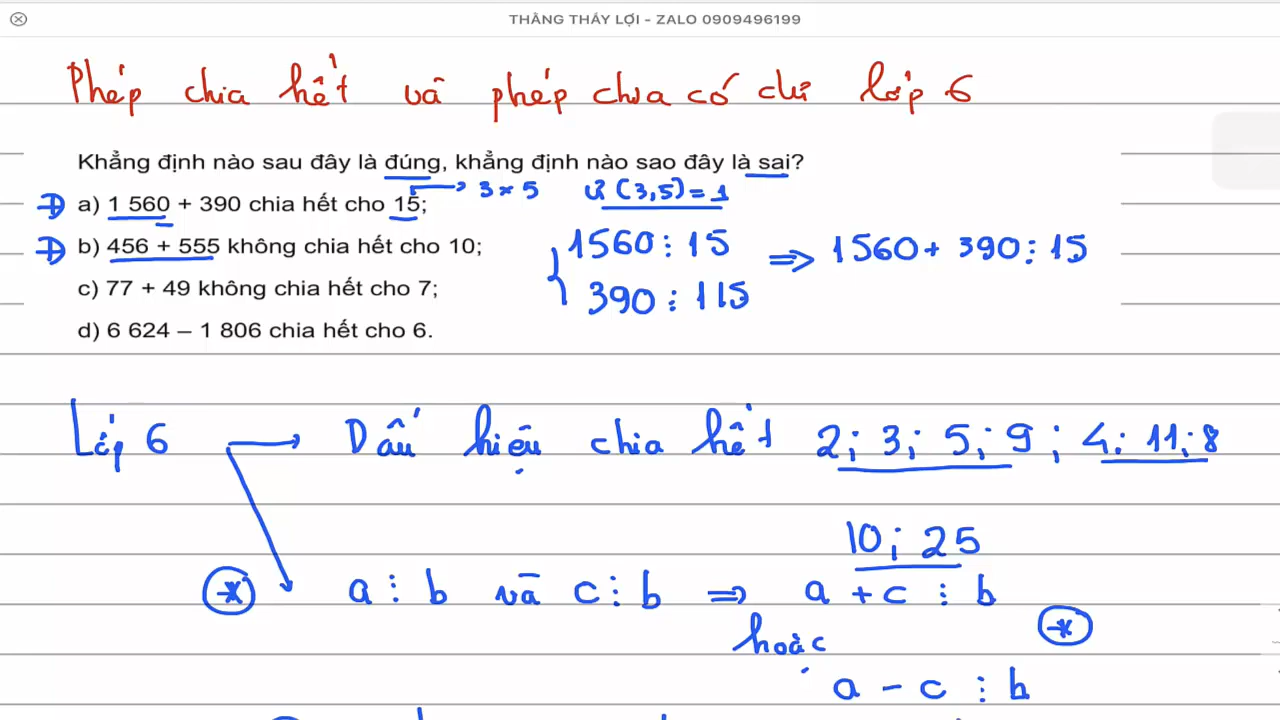 THẮNG THẦY LỢI - ZALO 0909496199
Phép chia hết và phép chia có dư lớp 6
Khẳng định nào sau đây là đúng, khẳng định nào sao đây là sai?
Đ a) 1 560 + 390 chia hết cho 15; → 3 × 5 ư (3,5) = 1
Đ b) 456 + 555 không chia hết cho 10;
1560 ⋮ 15 ⇒ 1560 + 390 ⋮ 15
c) 77 + 49 không chia hết cho 7;
390 ⋮ 115
d) 6 624 – 1 806 chia hết cho 6.
Lớp 6 → Dấu hiệu chia hết 2; 3; 5; 9; 4; 11; 8
10; 25
* a ⋮ b và c ⋮ b ⇒ a + c ⋮ b
hoặc *
a - c ⋮ b